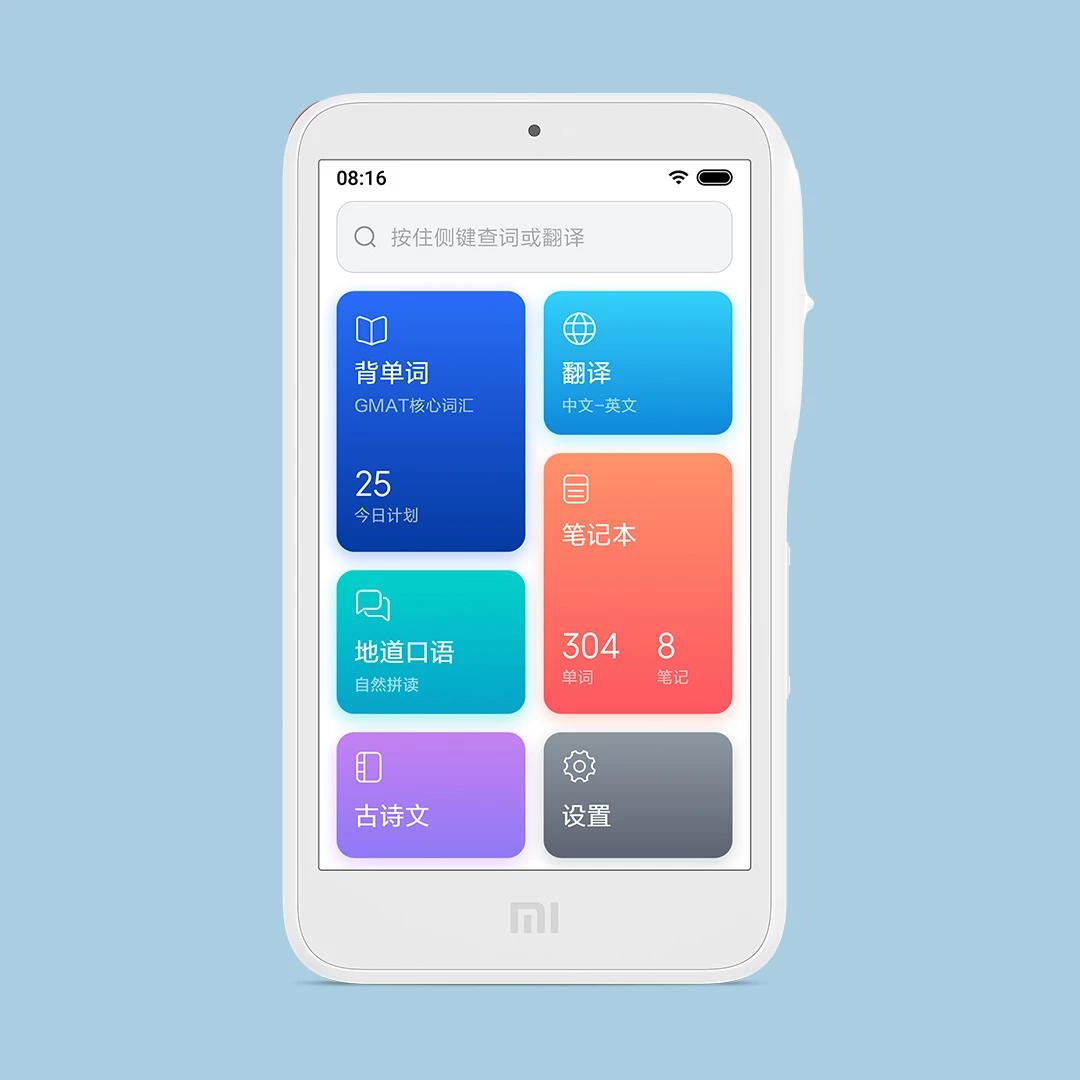 08:16
按住侧键查词或翻译
背单词
GMAT核心词汇
25
今日计划
翻译
中文-英文
笔记本
304 8
单词 笔记
地道口语
自然拼读
古诗文
设置
MI